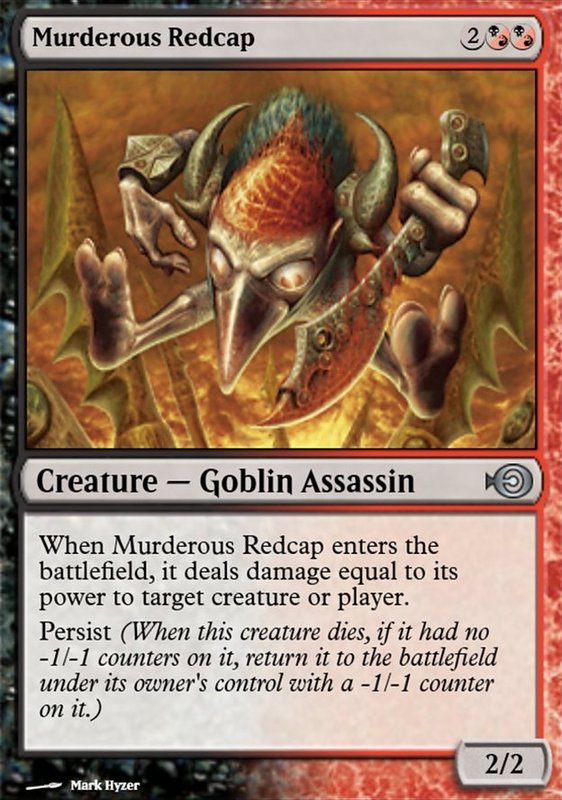 Murderous Redcap
2
Creature — Goblin Assassin
When Murderous Redcap enters the
battlefield, it deals damage equal to its
power to target creature or player.
Persist (When this creature dies, if it had no
-1/-1 counters on it, return it to the battlefield
under its owner's control with a -1/-1 counter
on it.)
2/2
Mark Hyzer